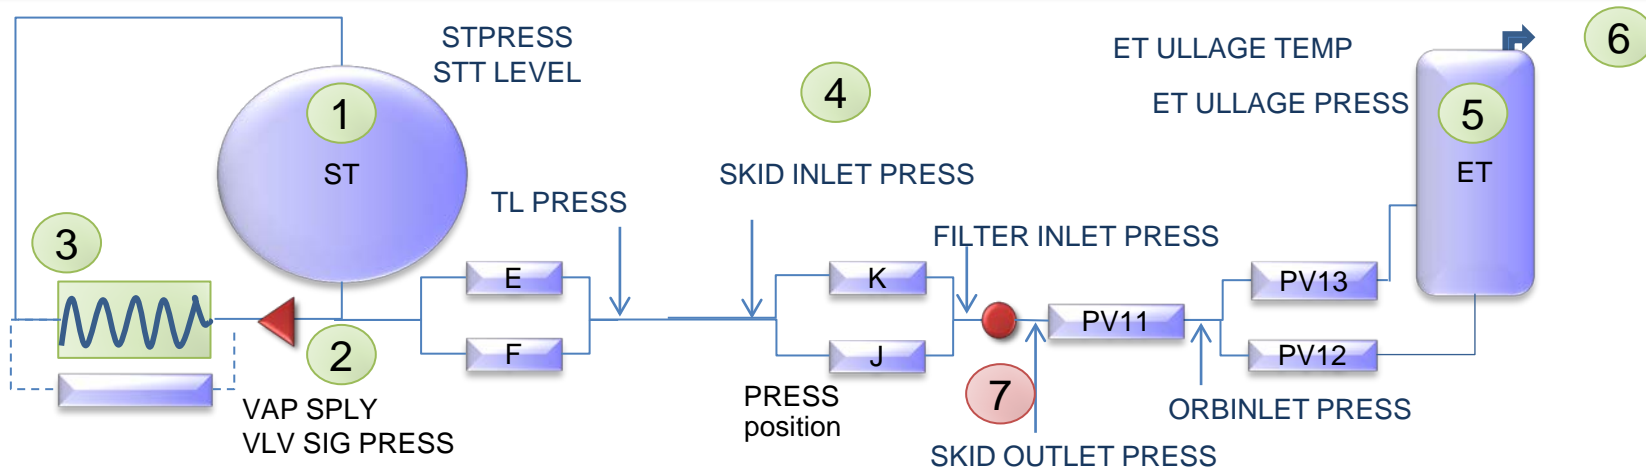 STPRESS
STT LEVEL
1
ST
3
2
VAP SPLY
VLV SIG PRESS
E
F
TL PRESS
4
SKID INLET PRESS
K
J
PRESS
position
FILTER INLET PRESS
7
SKID OUTLET PRESS
PV11
ORBINLET PRESS
PV13
PV12
ET ULLAGE TEMP
ET ULLAGE PRESS
5
ET
6